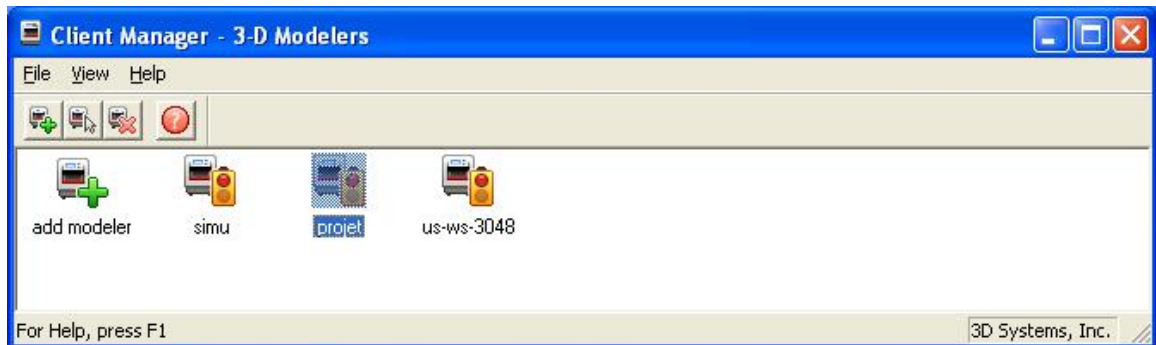 Client Manager - 3-D Modelers
File View Help
add modeler simu projet us-ws-3048
For Help, press F1 3D Systems, Inc.